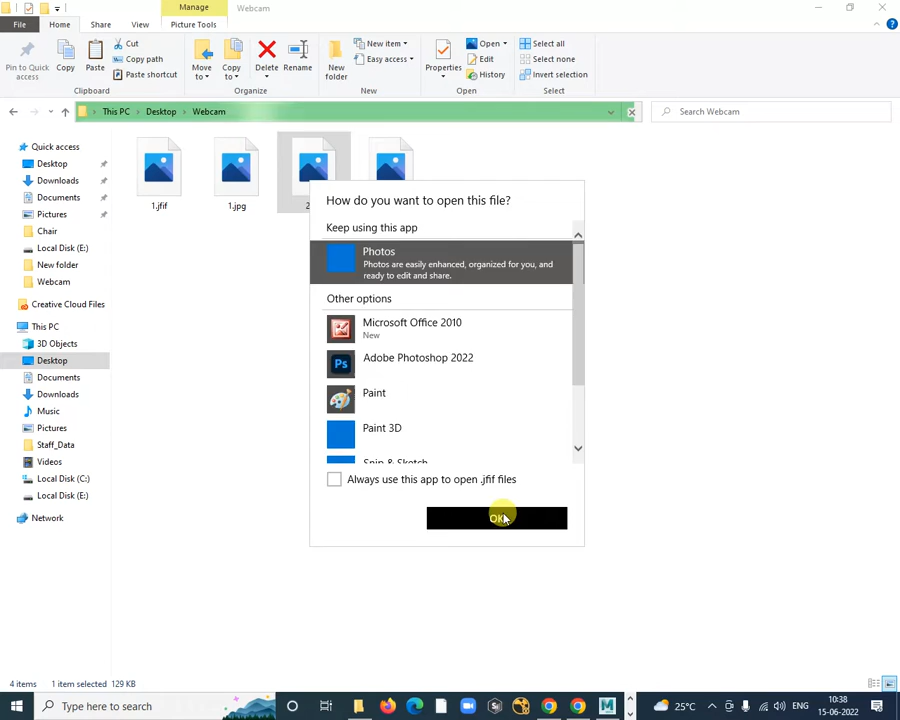 Manage
Webcam
File
Home
Share
View
Picture Tools
Pin to Quick access
Copy
Paste
Cut
Copy path
Paste shortcut
Clipboard
Move to
Copy to
Delete
Rename
Organize
New folder
New item
Easy access
New
Properties
Open
Edit
History
Open
Select all
Select none
Invert selection
Select
This PC
Desktop
Webcam
Search Webcam
Quick access
Desktop
Downloads
Documents
Pictures
Chair
Local Disk (E:)
New folder
Webcam
Creative Cloud Files
This PC
3D Objects
Desktop
Documents
Downloads
Music
Pictures
Staff_Data
Videos
Local Disk (C:)
Local Disk (E:)
Network
1.jfif
1.jpg
2
How do you want to open this file?
Keep using this app
Photos
Photos are easily enhanced, organized for you, and
ready to edit and share.
Other options
Microsoft Office 2010
New
Adobe Photoshop 2022
Paint
Paint 3D
Snip & Sketch
Always use this app to open .jfif files
OK
4 items
1 item selected
129 KB
Type here to search
25°C
ENG
10:38
15-06-2022